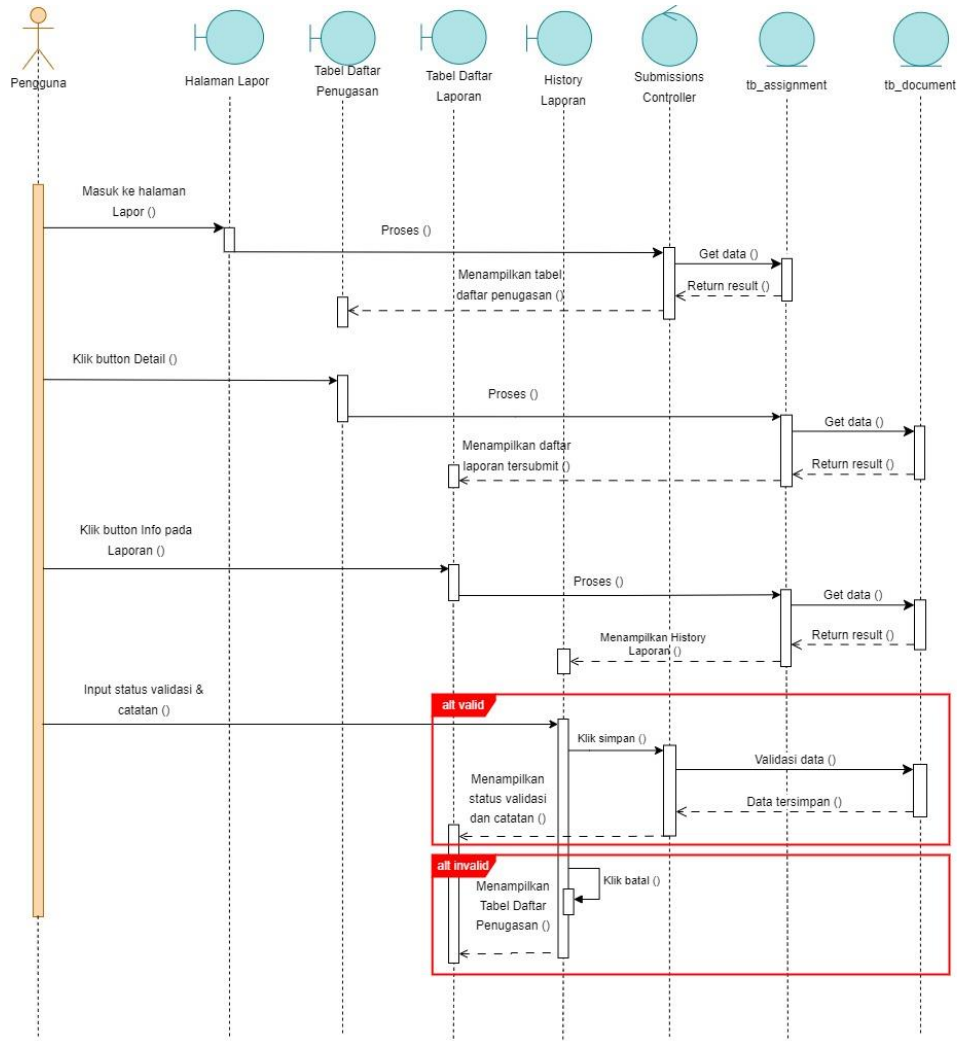 Pengguna
Halaman Lapor
Tabel Daftar
Penugasan
Tabel Daftar
Laporan
History
Laporan
Submissions
Controller
tb_assignment
tb_document
Masuk ke halaman
Lapor ()
Proses ()
Get data ()
Return result ()
Menampilkan tabel
daftar penugasan ()
Klik button Detail ()
Proses ()
Get data ()
Return result ()
Menampilkan daftar
laporan tersubmit ()
Klik button Info pada
Laporan ()
Proses ()
Get data ()
Return result ()
Menampilkan History
Laporan ()
Input status validasi &
catatan ()
alt valid
Klik simpan ()
Validasi data ()
Data tersimpan ()
Menampilkan
status validasi
dan catatan ()
alt invalid
Klik batal ()
Menampilkan
Tabel Daftar
Penugasan ()